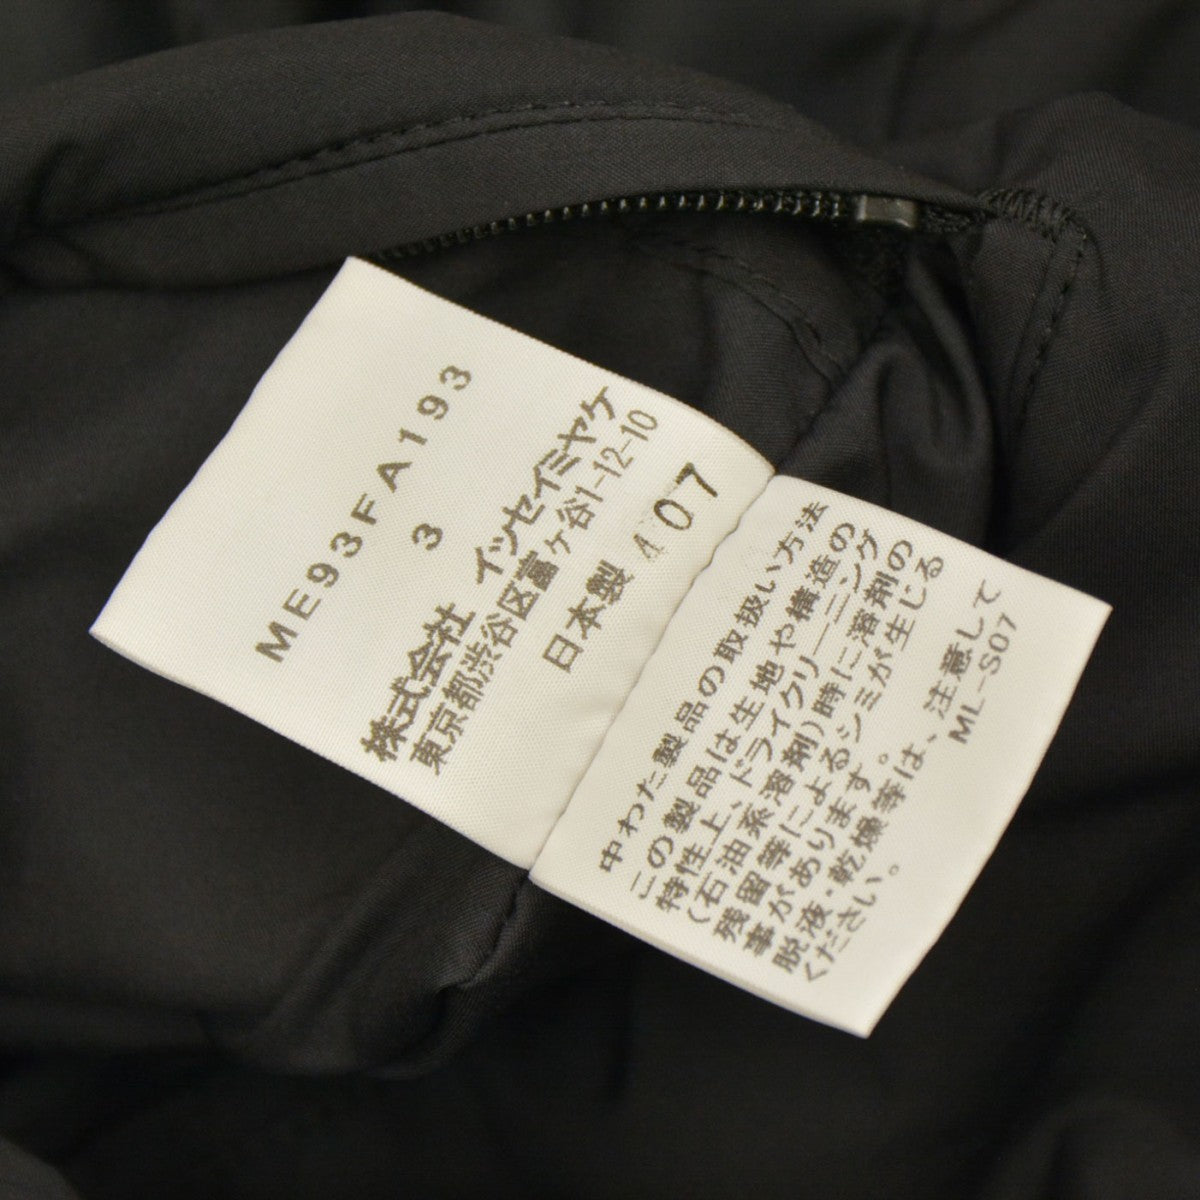 ME93FA193
3
株式会社 イッセイミヤケ
東京都渋谷区富ヶ谷1-12-10
日本製 407
中わた製品の取扱い方法
この製品は生地や構造の
特性上、ドライクリーニング
(石油系溶剤)時に溶剤の
残留等によるシミが生じる
事があります。
脱液・乾燥等は、注意して
ください。
ML-S07